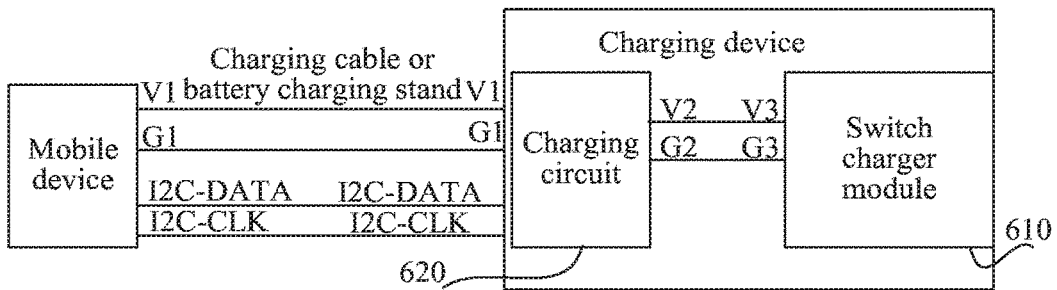 Charging device
Charging cable or
battery charging stand
V1 V1
G1 G1
Mobile
device
I2C-DATA I2C-DATA
I2C-CLK I2C-CLK
Charging
circuit
V2 V3
G2 G3
Switch
charger
module
620
610